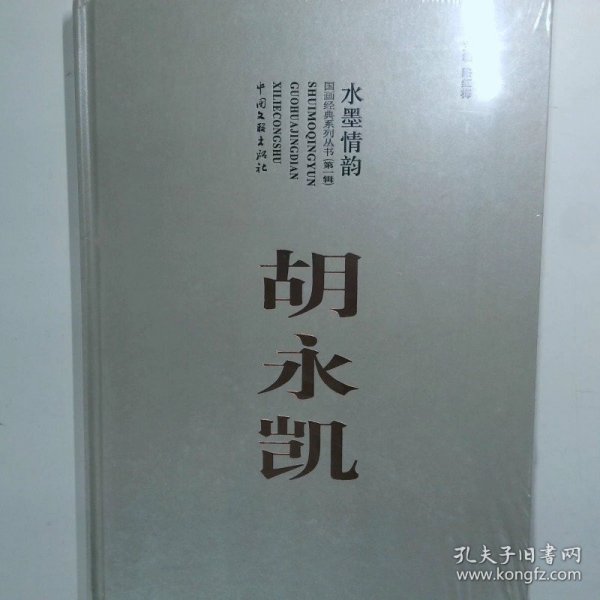 水墨情韵
国画经典系列丛书(第一辑)
SHUIMOQINGYUN
GUOHUAJINGDIAN
XILIECONGSHU
中国文联出版社
胡永凯
孔夫子旧书网
www.kongfz.com